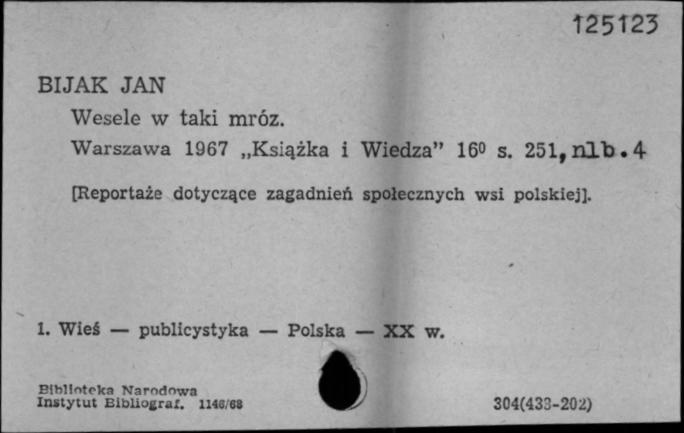 125123
BIJAK JAN
Wesele w taki mróz.
Warszawa 1967 „Książka i Wiedza” 16⁰ s. 251, nlb. 4
[Reportaże dotyczące zagadnień społecznych wsi polskiej].
1. Wieś — publicystyka — Polska — XX w.
Biblioteka Narodowa
Instytut Bibliograf. 1146/68
304(433-202)